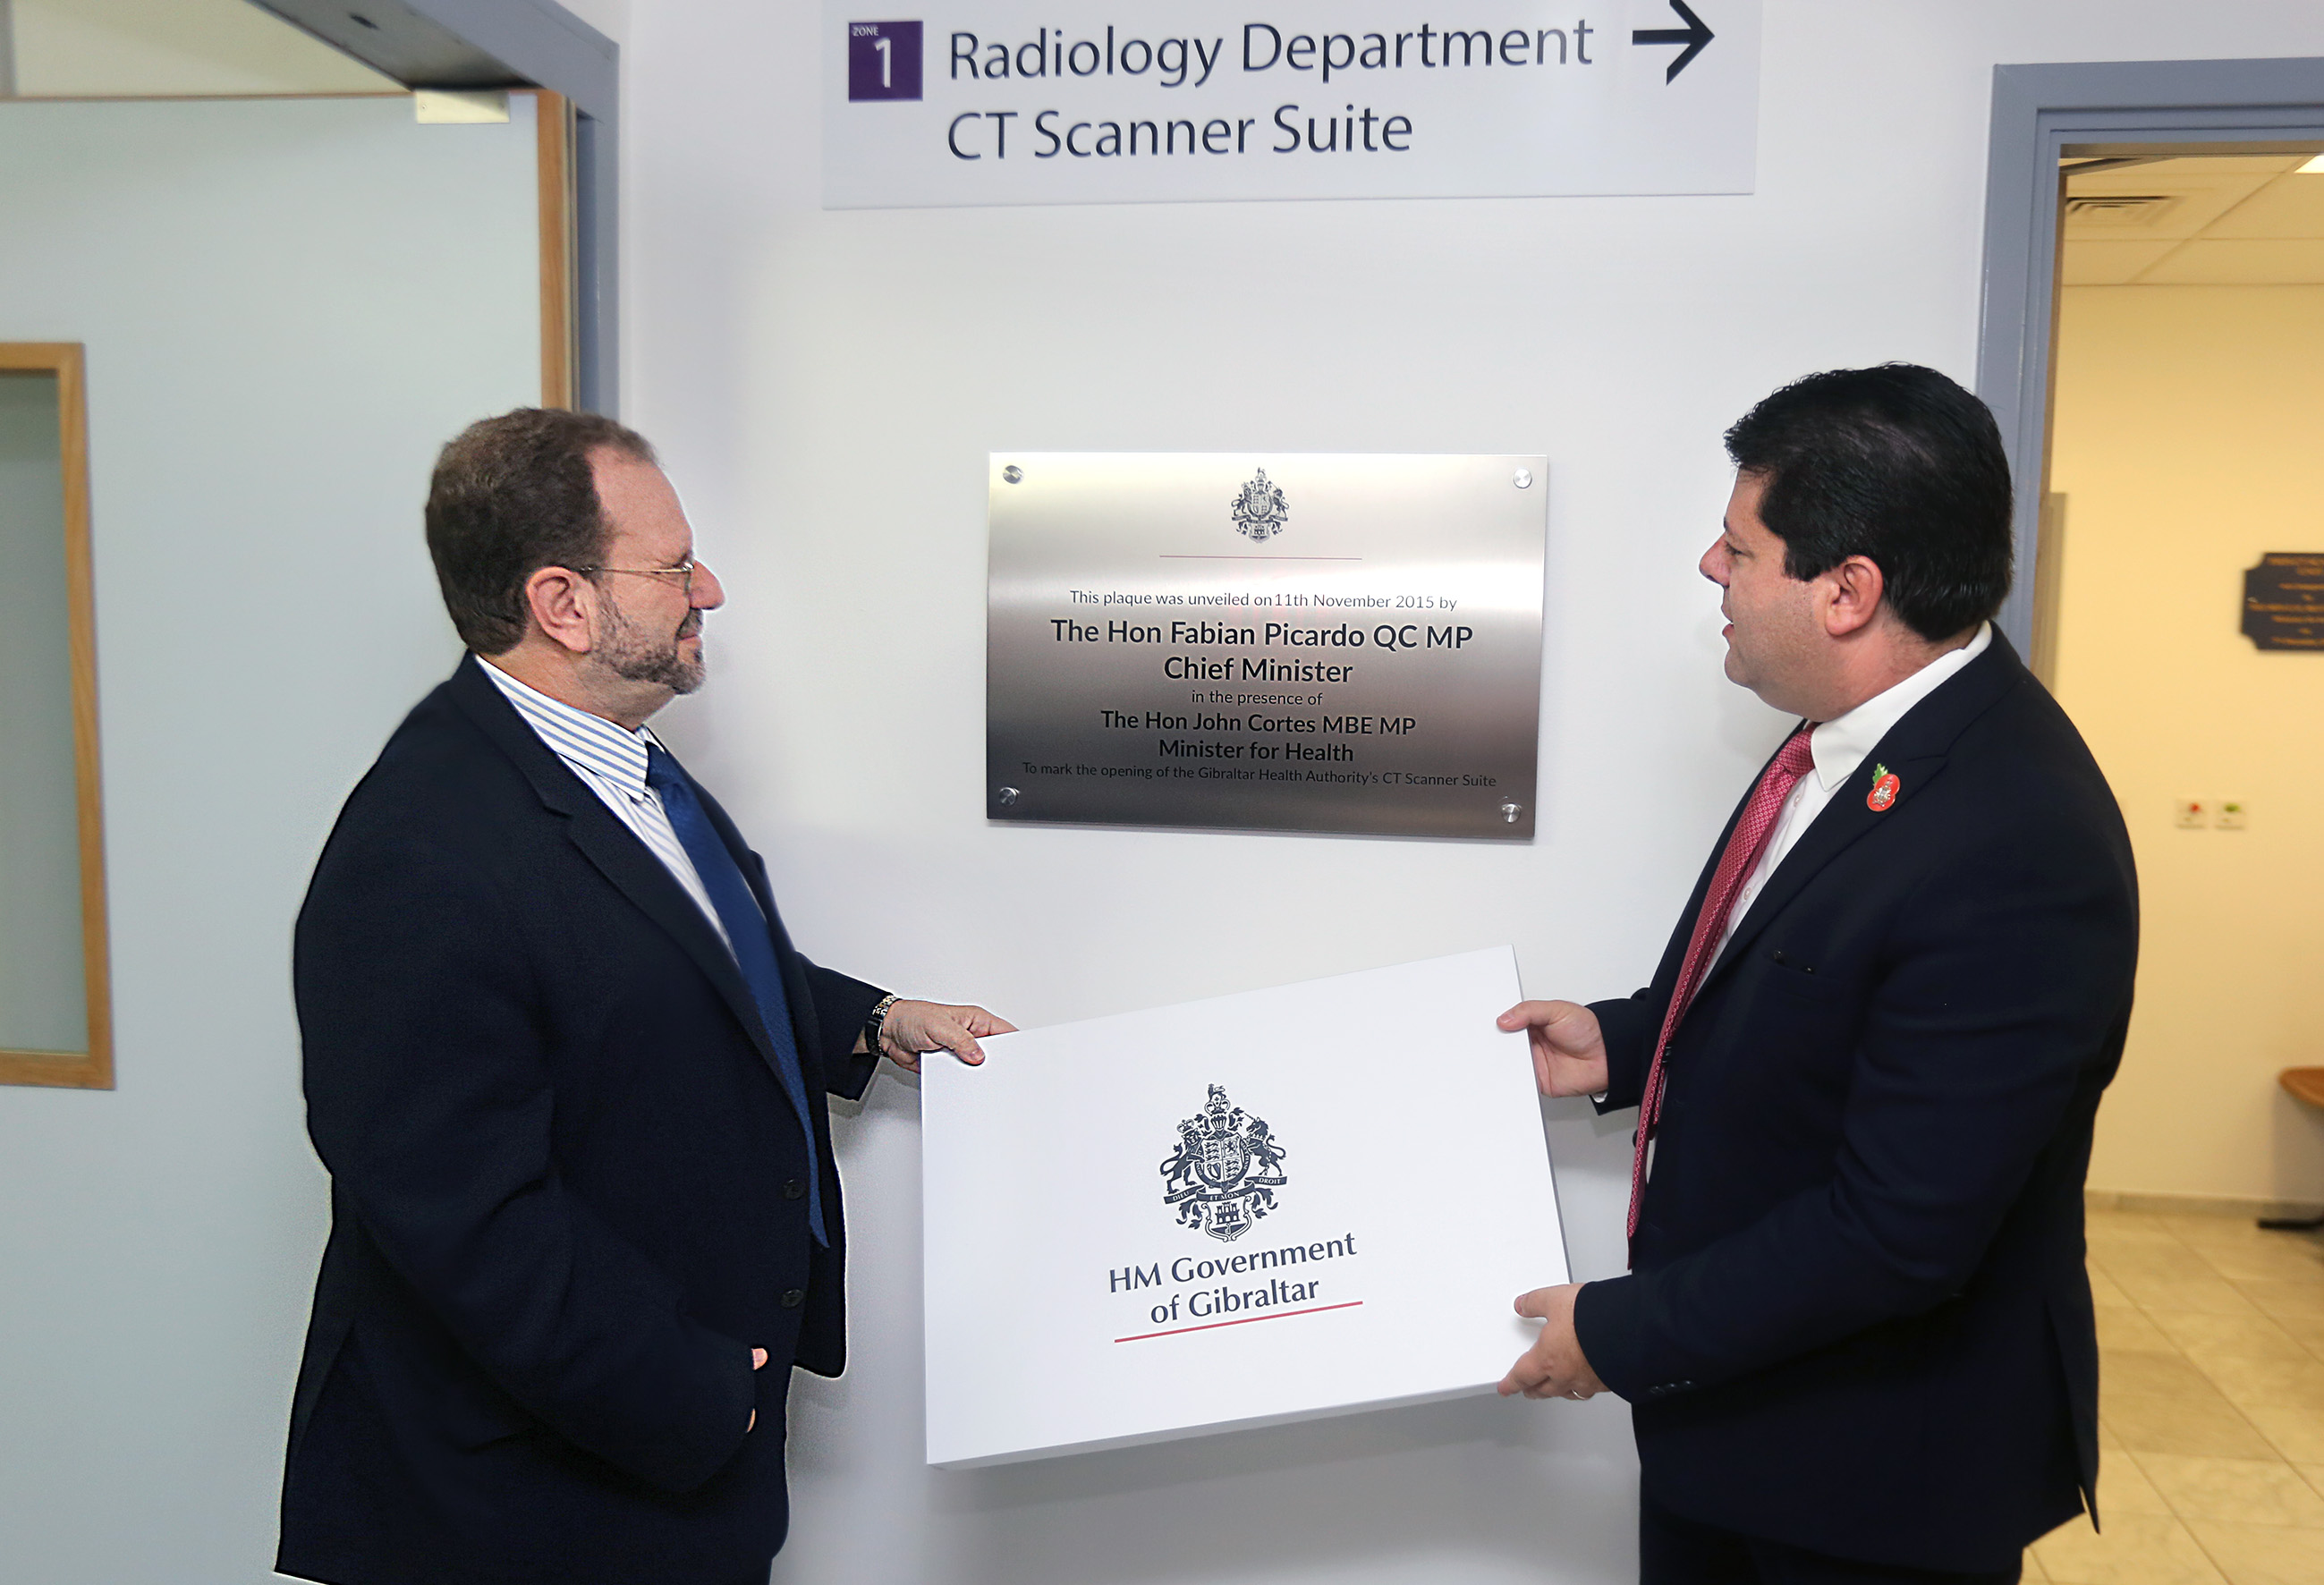 ZONE
1
Radiology Department
CT Scanner Suite
This plaque was unveiled on11th November 2015 by
The Hon Fabian Picardo QC MP
Chief Minister
in the presence of
The Hon John Cortes MBE MP
Minister for Health
To mark the opening of the Gibraltar Health Authority's CT Scanner Suite
DIEU ET MON DROIT
HM Government
of Gibraltar